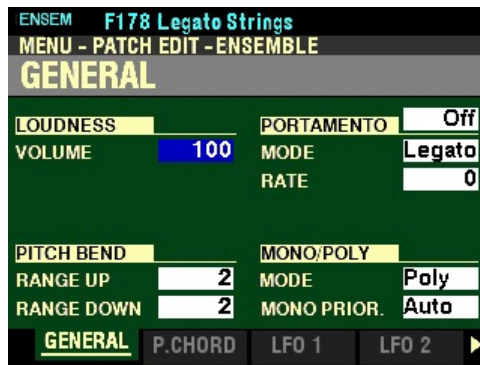 ENSEM F178 Legato Strings
MENU - PATCH EDIT - ENSEMBLE
GENERAL
LOUDNESS
VOLUME 100
PORTAMENTO Off
MODE Legato
RATE 0
PITCH BEND
RANGE UP 2
RANGE DOWN 2
MONO/POLY
MODE Poly
MONO PRIOR. Auto
GENERAL P.CHORD LFO 1 LFO 2